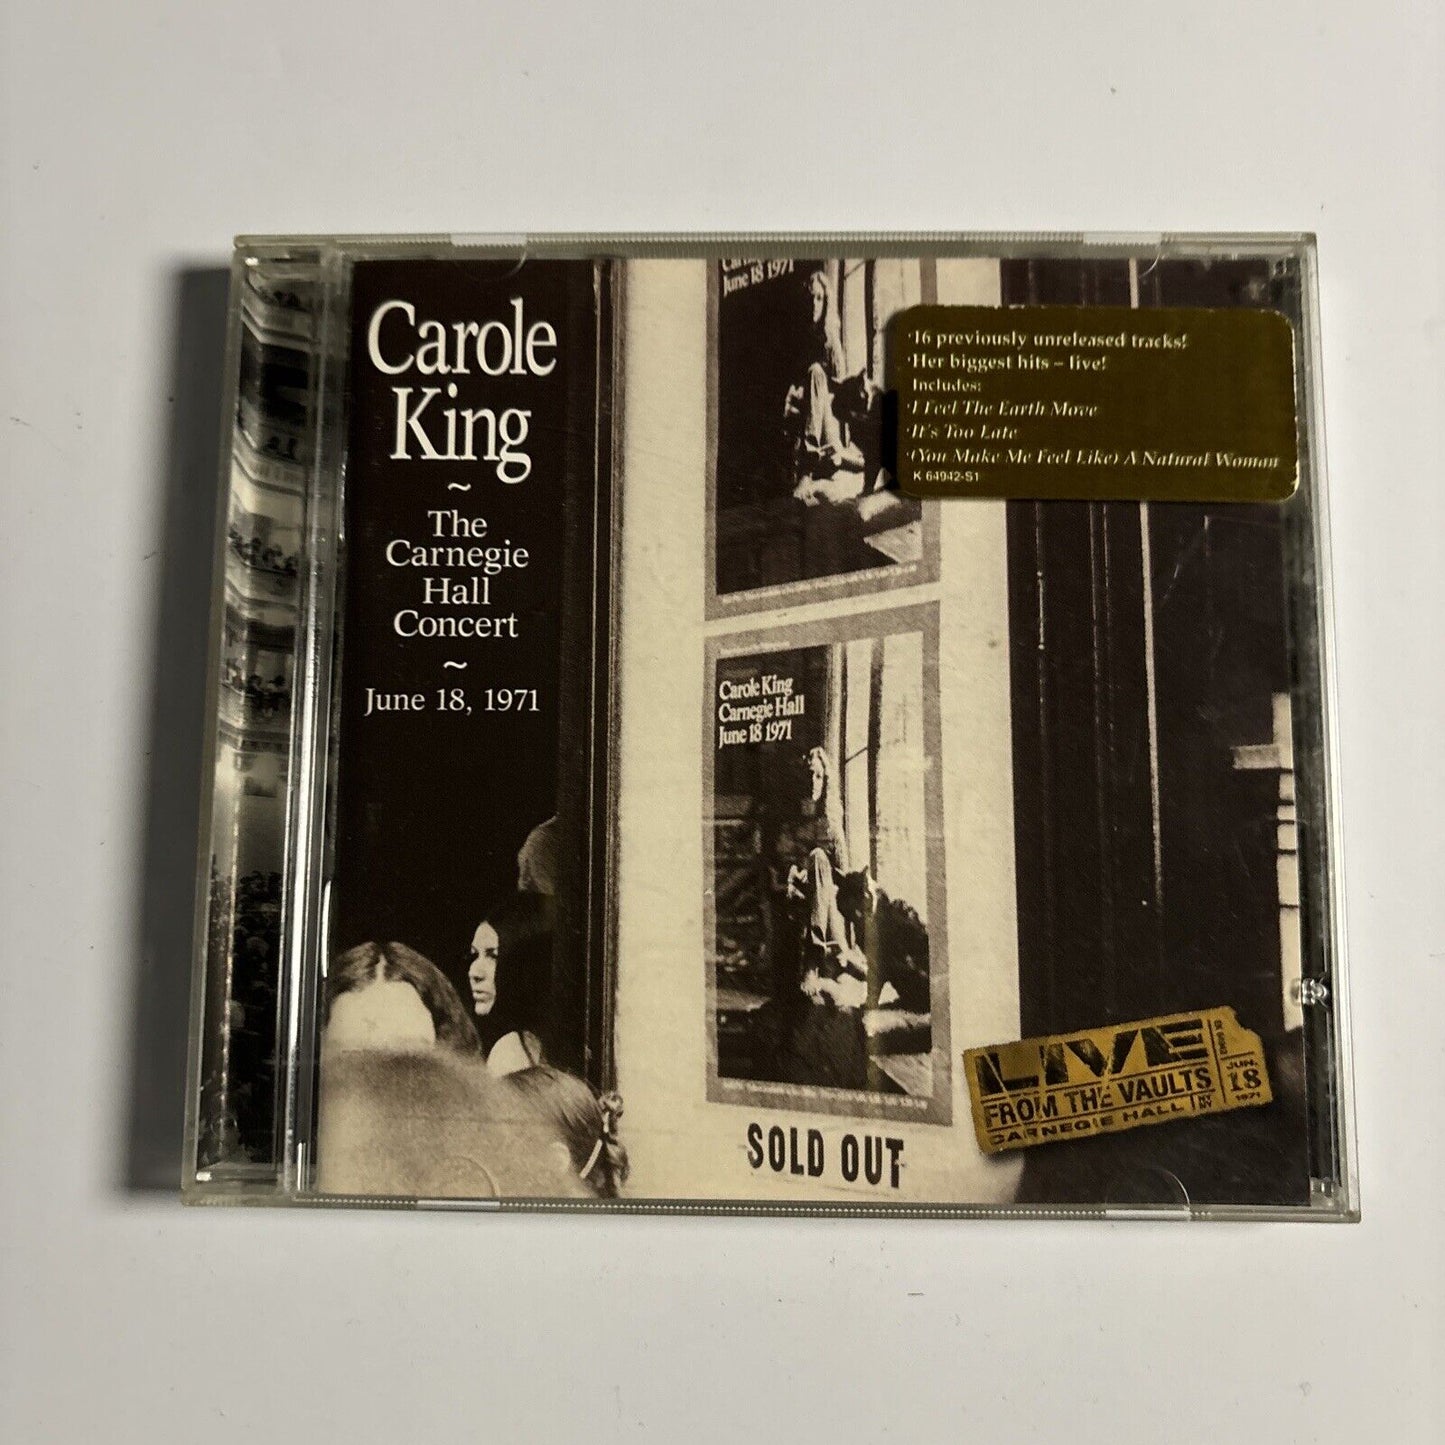 Carole
King
~
The
Carnegie
Hall
Concert
~
June 18, 1971
June 18 1971
·16 previously unreleased tracks!
·Her biggest hits – live!
Includes:
·I Feel The Earth Move
·It's Too Late
·(You Make Me Feel Like) A Natural Woman
K 64942-S1
Carole King
Carnegie Hall
June 18 1971
SOLD OUT
LIVE
FROM THE VAULTS
CARNEGIE HALL
JUN.
18
1971